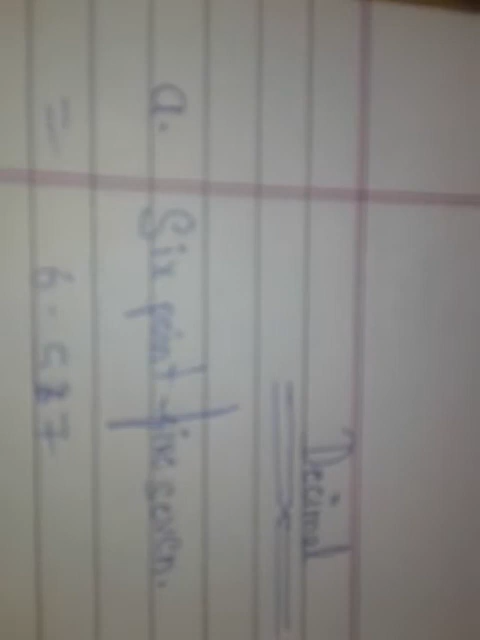 Decimal
a. Six point five seven.
= 6.57